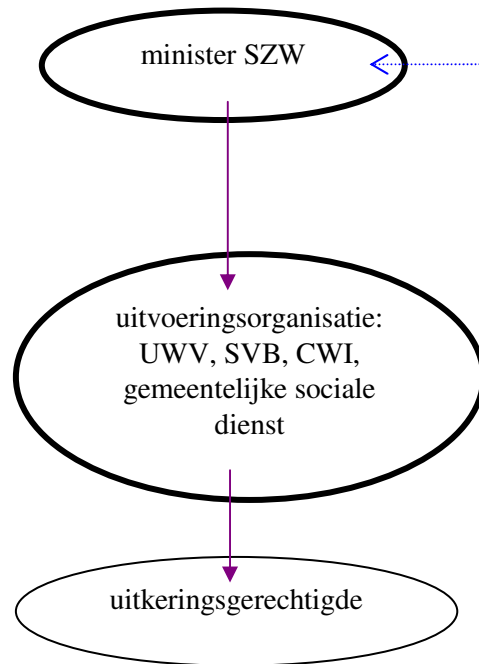 minister SZW
uitvoeringsorganisatie:
UWV, SVB, CWI,
gemeentelijke sociale
dienst
uitkeringsgerechtigde